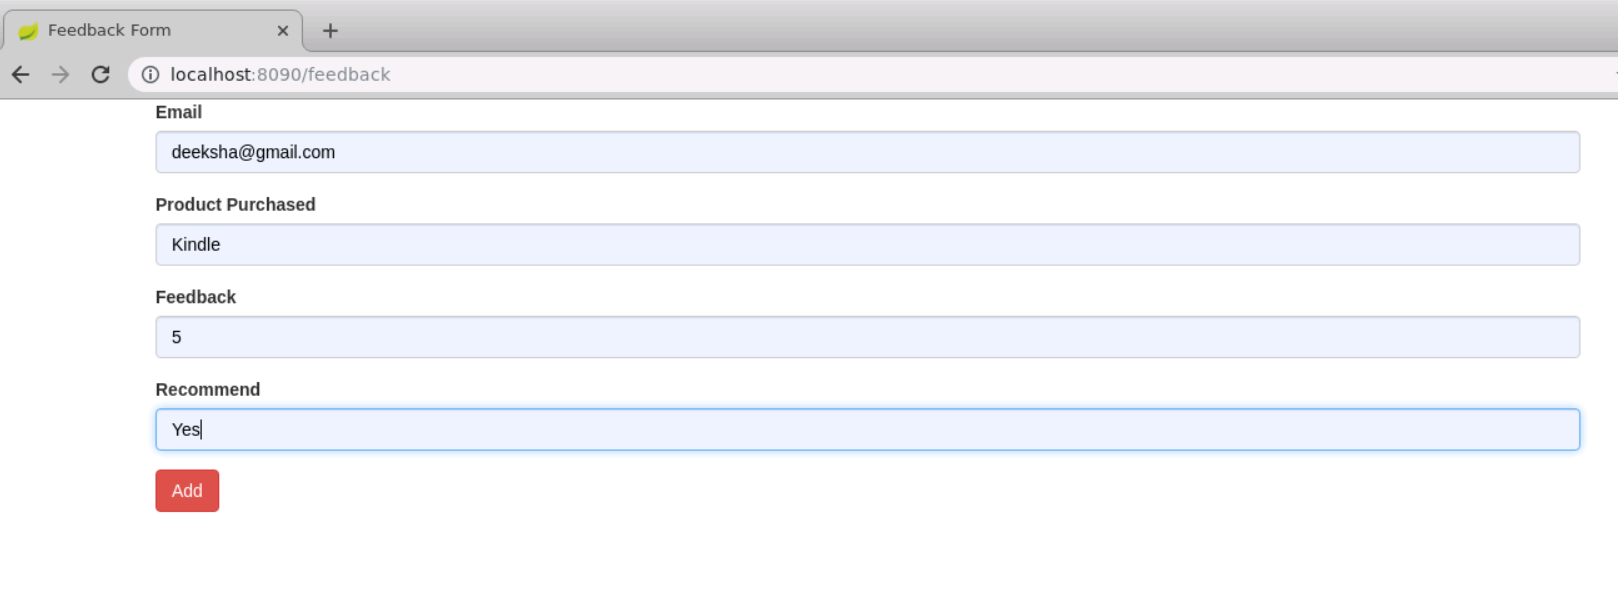 Feedback Form
localhost:8090/feedback
Email
deeksha@gmail.com
Product Purchased
Kindle
Feedback
5
Recommend
Yes
Add